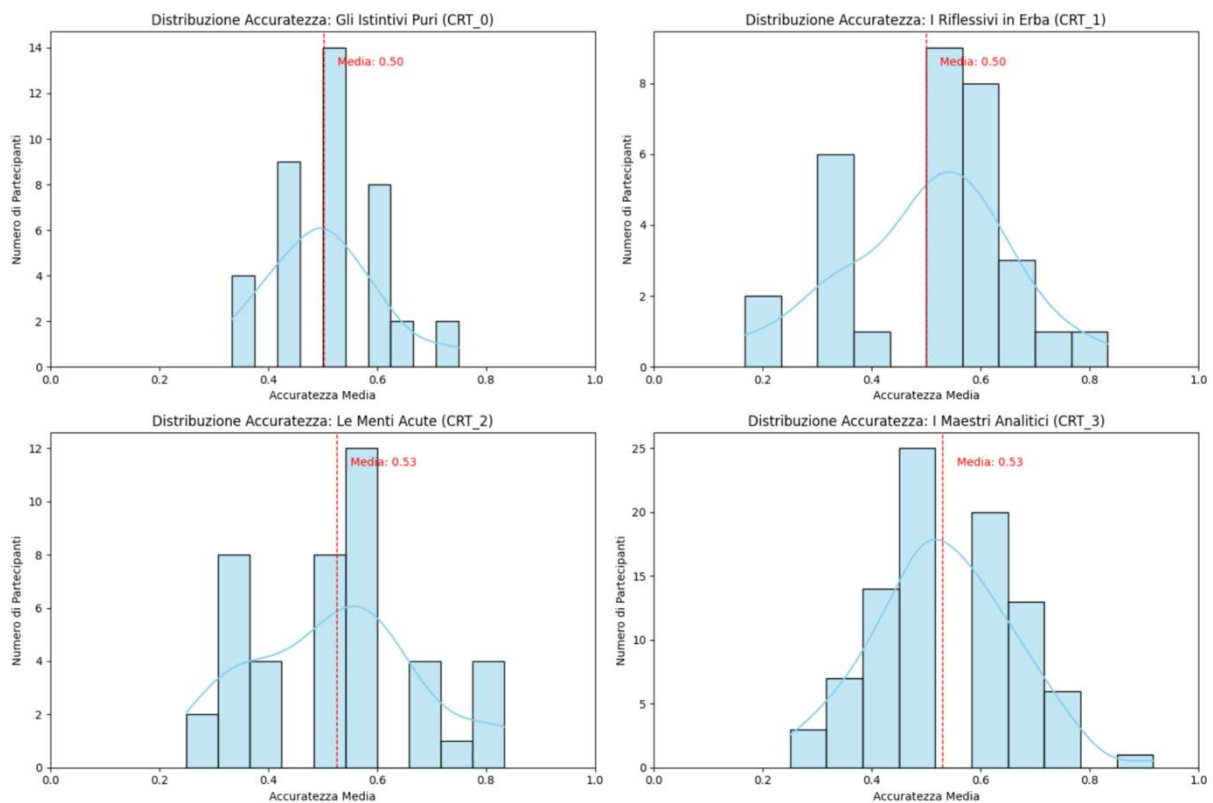 Distribuzione Accuratezza: Gli Istintivi Puri (CRT_0)
Media: 0.50
Numero di Partecipanti
14
12
10
8
6
4
2
0
0.0 0.2 0.4 0.6 0.8 1.0
Accuratezza Media
Distribuzione Accuratezza: I Riflessivi in Erba (CRT_1)
Media: 0.50
Numero di Partecipanti
8
6
4
2
0
0.0 0.2 0.4 0.6 0.8 1.0
Accuratezza Media
Distribuzione Accuratezza: Le Menti Acute (CRT_2)
Media: 0.53
Numero di Partecipanti
12
10
8
6
4
2
0
0.0 0.2 0.4 0.6 0.8 1.0
Accuratezza Media
Distribuzione Accuratezza: I Maestri Analitici (CRT_3)
Media: 0.53
Numero di Partecipanti
25
20
15
10
5
0
0.0 0.2 0.4 0.6 0.8 1.0
Accuratezza Media